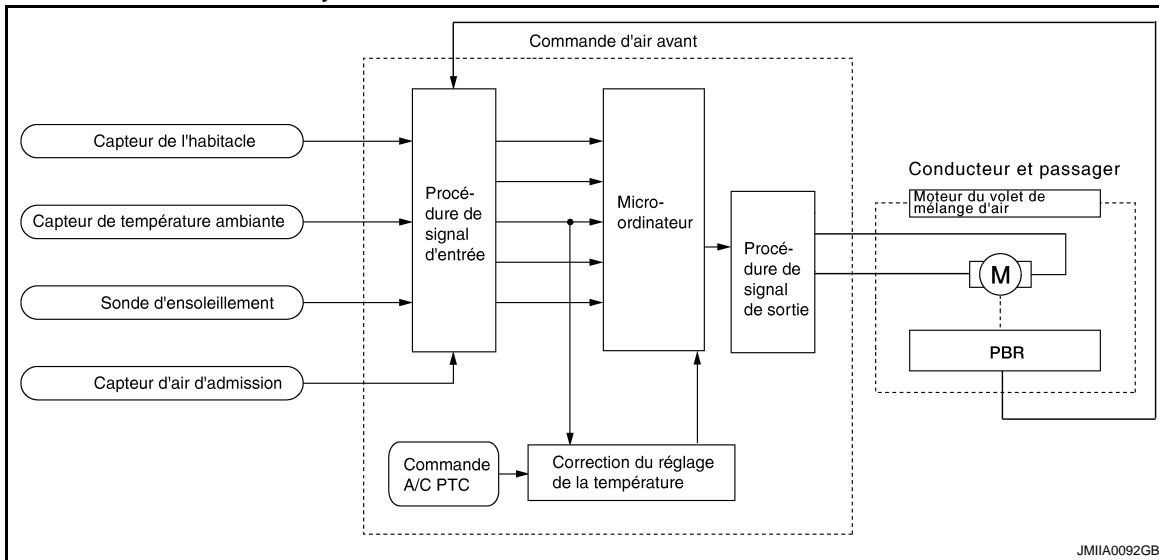 Commande d'air avant
Capteur de l'habitacle
Capteur de température ambiante
Sonde d'ensoleillement
Capteur d'air d'admission
Procé-
dure de
signal
d'entrée
Micro-
ordinateur
Procé-
dure de
signal
de sortie
Conducteur et passager
Moteur du volet de
mélange d'air
M
PBR
Commande
A/C PTC
Correction du réglage
de la température
JMIIA0092GB